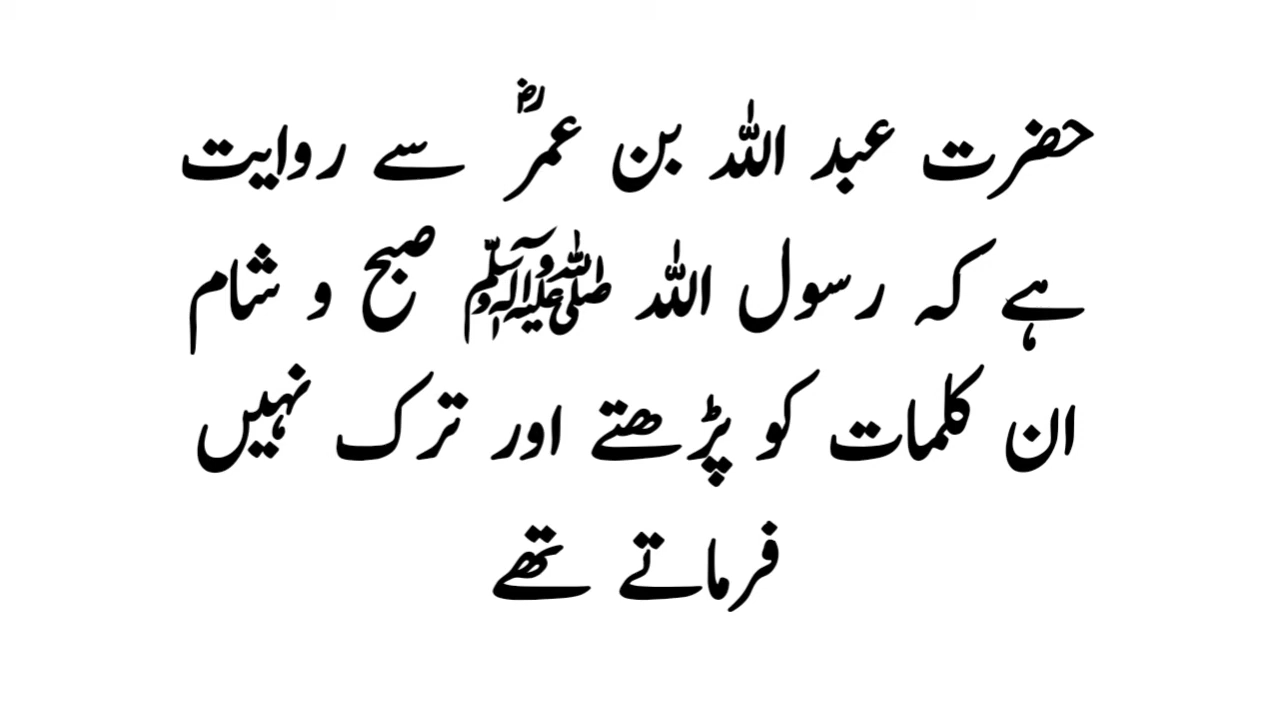 حضرت عبد اللہ بن عمرؓ سے روایت
ہے کہ رسول اللہ ﷺ صبح و شام
ان کلمات کو پڑھتے اور ترک نہیں
فرماتے تھے